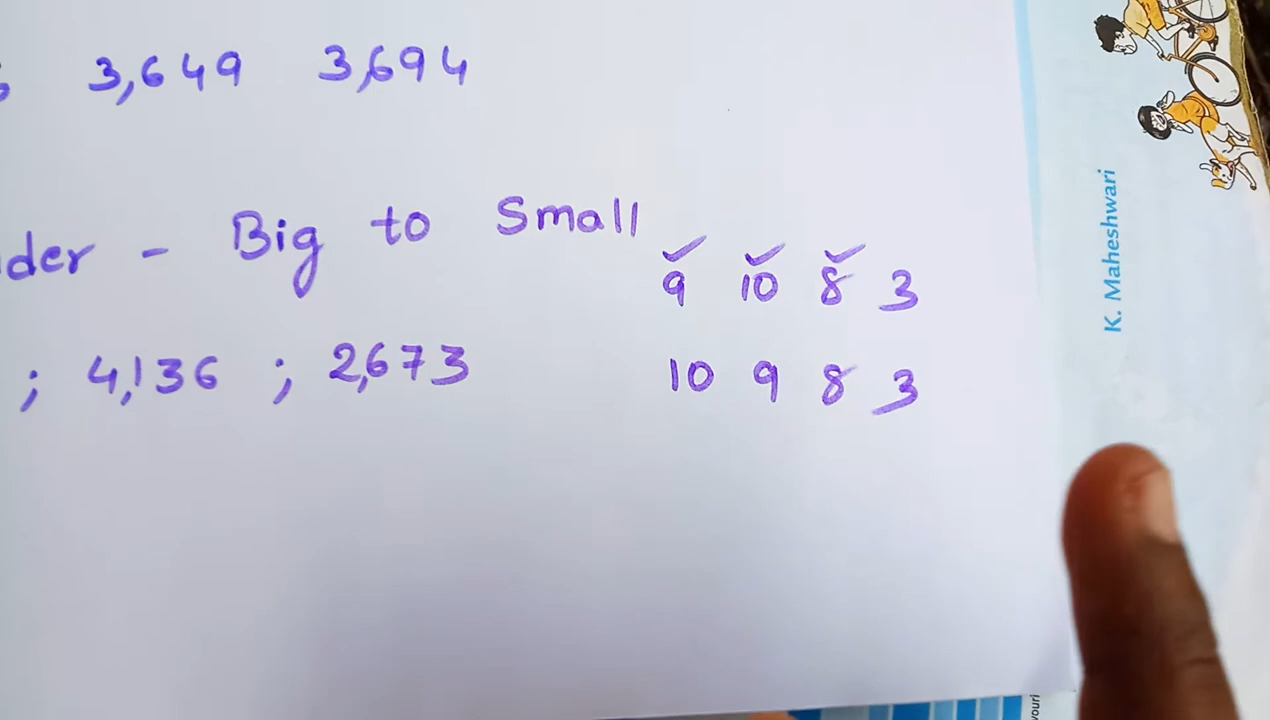 3,649 3,694
der - Big to Small
9 10 8 3
; 4,136 ; 2,673
10 9 8 3
K. Maheshwari